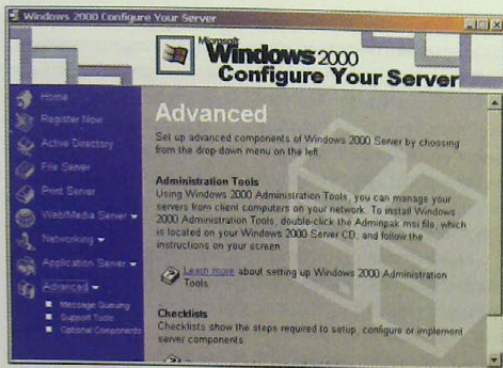 Windows 2000 Configure Your Server
Microsoft
Windows 2000
Configure Your Server
Home
Register Now
Active Directory
File Server
Print Server
Web/Media Server
Networking
Application Server
Advanced
Message Queuing
Support Tools
Optional Components
Advanced
Set up advanced components of Windows 2000 Server by choosing
from the drop-down menu on the left.
Administration Tools
Using Windows 2000 Administration Tools, you can manage your
servers from client computers on your network. To install Windows
2000 Administration Tools, double-click the Adminpak.msi file, which
is located on your Windows 2000 Server CD, and follow the
instructions on your screen.
Learn more about setting up Windows 2000 Administration
Tools.
Checklists
Checklists show the steps required to setup, configure or implement
server components.